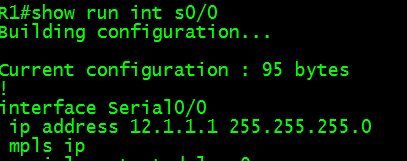 R1#show run int s0/0
Building configuration...
Current configuration : 95 bytes
!
interface Serial0/0
ip address 12.1.1.1 255.255.255.0
mpls ip